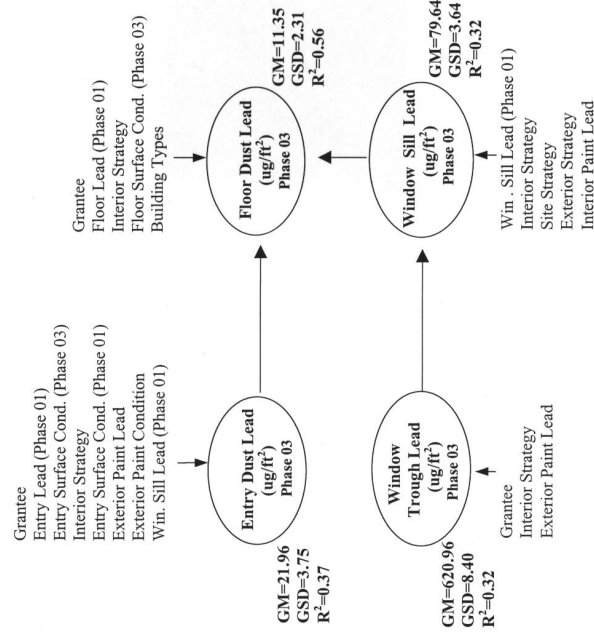 Grantee
Entry Lead (Phase 01)
Entry Surface Cond. (Phase 03)
Interior Strategy
Entry Surface Cond. (Phase 01)
Exterior Paint Lead
Exterior Paint Condition
Win. Sill Lead (Phase 01)
Grantee
Floor Lead (Phase 01)
Interior Strategy
Floor Surface Cond. (Phase 03)
Building Types
Entry Dust Lead
(ug/ft²)
Phase 03
GM=21.96
GSD=3.75
R²=0.37
Floor Dust Lead
(ug/ft²)
Phase 03
GM=11.35
GSD=2.31
R²=0.56
Window
Trough Lead
(ug/ft²)
Phase 03
GM=620.96
GSD=8.40
R²=0.32
Window Sill Lead
(ug/ft²)
Phase 03
GM=79.64
GSD=3.64
R²=0.32
Grantee
Interior Strategy
Exterior Paint Lead
Win . Sill Lead (Phase 01)
Interior Strategy
Site Strategy
Exterior Strategy
Interior Paint Lead